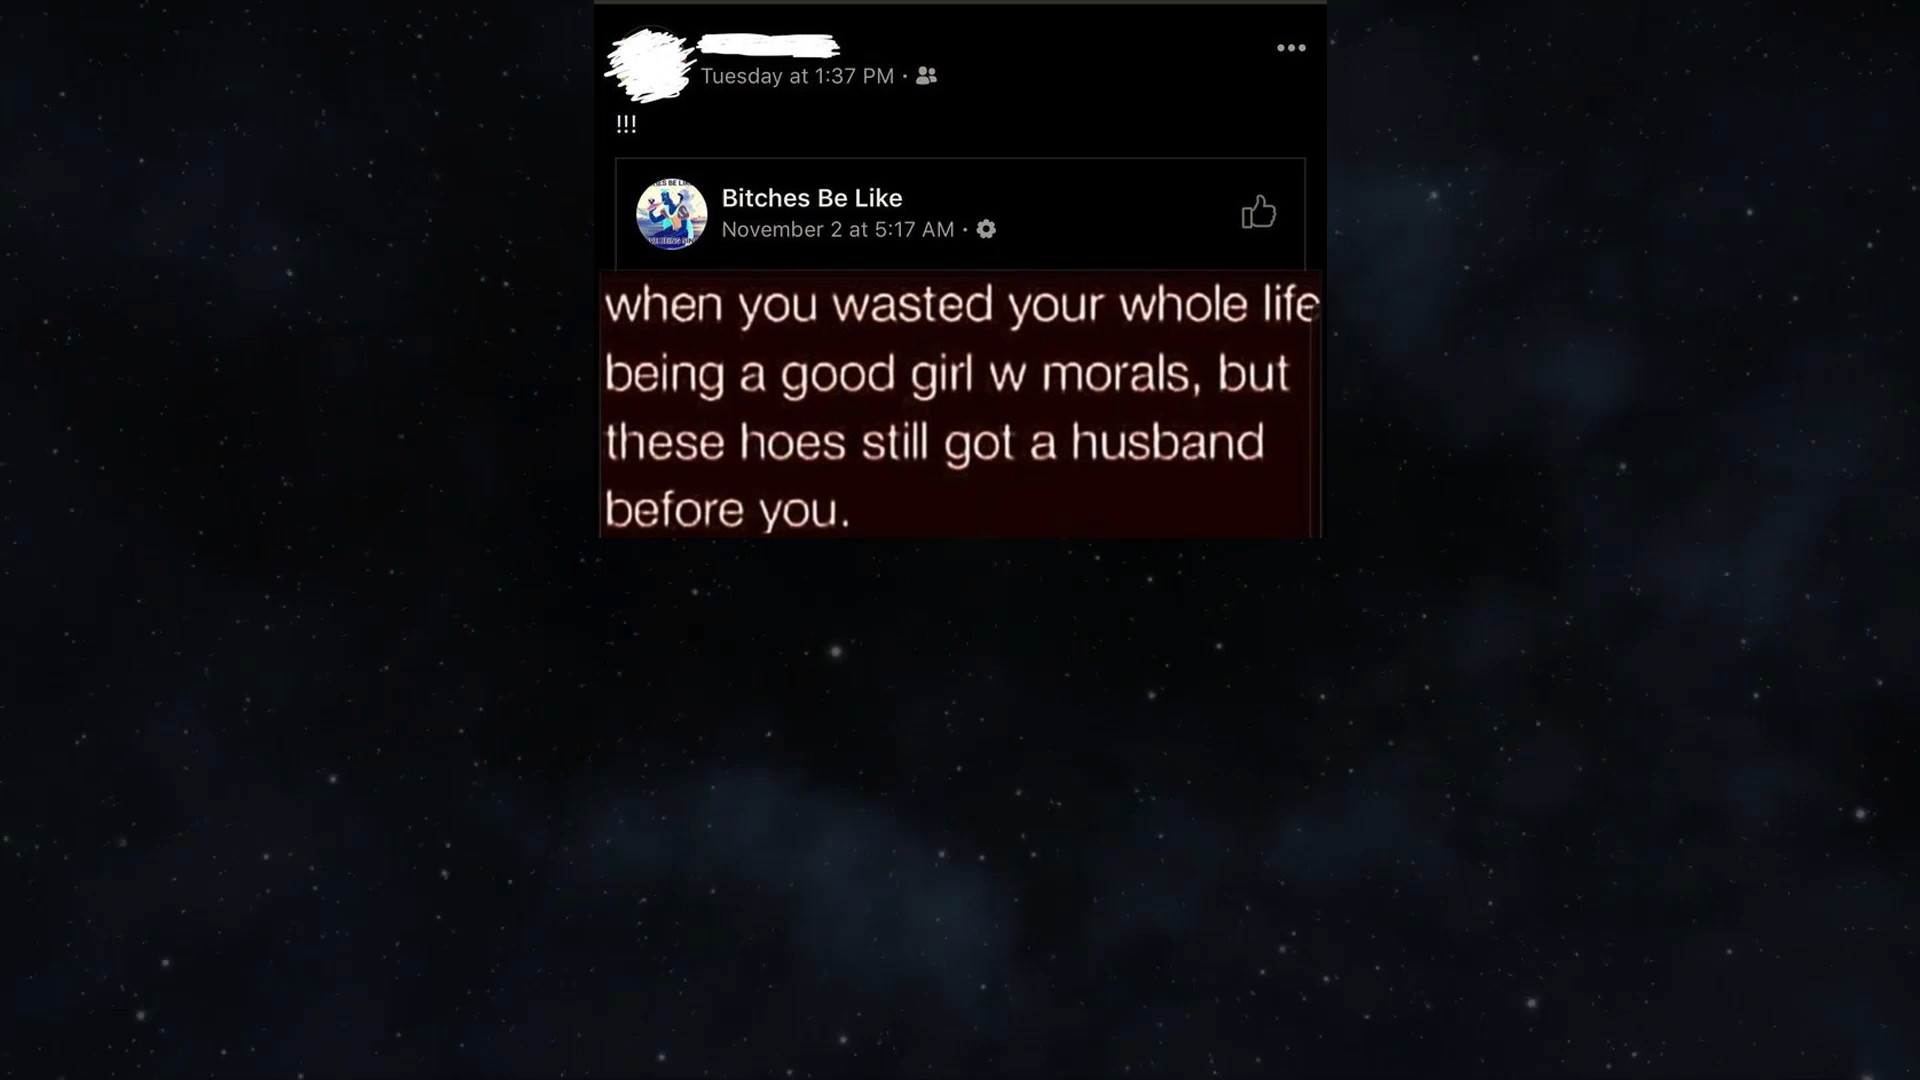 Tuesday at 1:37 PM ·
!!!
Bitches Be Like
November 2 at 5:17 AM ·
when you wasted your whole life
being a good girl w morals, but
these hoes still got a husband
before you.